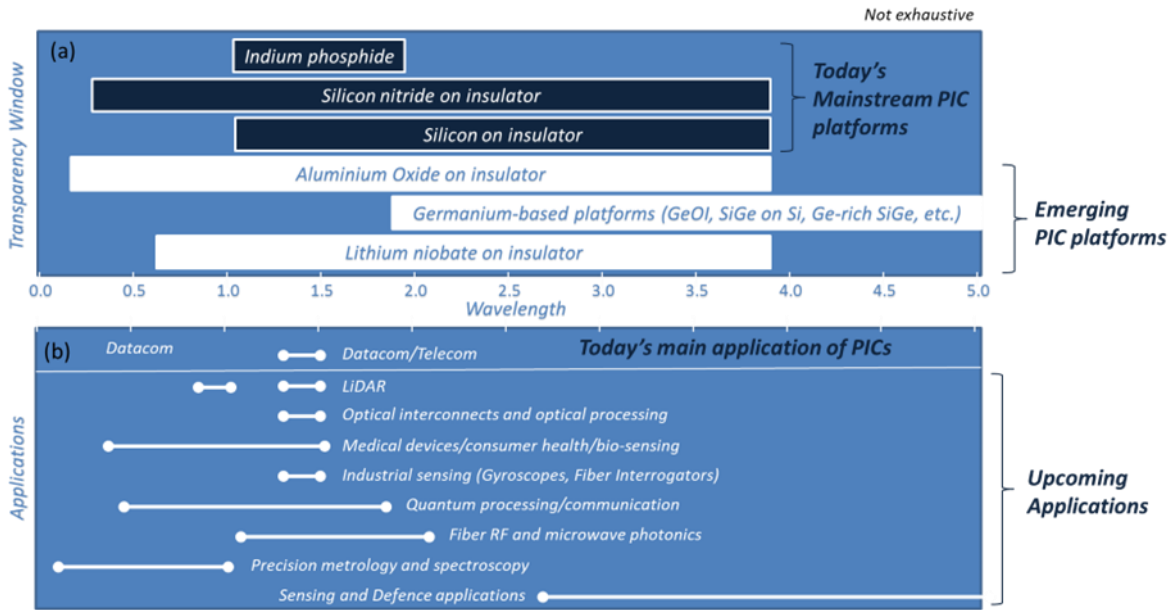 Not exhaustive
(a)
Transparency Window
Indium phosphide
Silicon nitride on insulator
Silicon on insulator
Today's
Mainstream PIC
platforms
Aluminium Oxide on insulator
Germanium-based platforms (GeOI, SiGe on Si, Ge-rich SiGe, etc.)
Lithium niobate on insulator
Emerging
PIC platforms
0.0 0.5 1.0 1.5 2.0 2.5 3.0 3.5 4.0 4.5 5.0
Wavelength
(b)
Applications
Datacom
Datacom/Telecom
Today's main application of PICs
LiDAR
Optical interconnects and optical processing
Medical devices/consumer health/bio-sensing
Industrial sensing (Gyroscopes, Fiber Interrogators)
Quantum processing/communication
Fiber RF and microwave photonics
Precision metrology and spectroscopy
Sensing and Defence applications
Upcoming
Applications